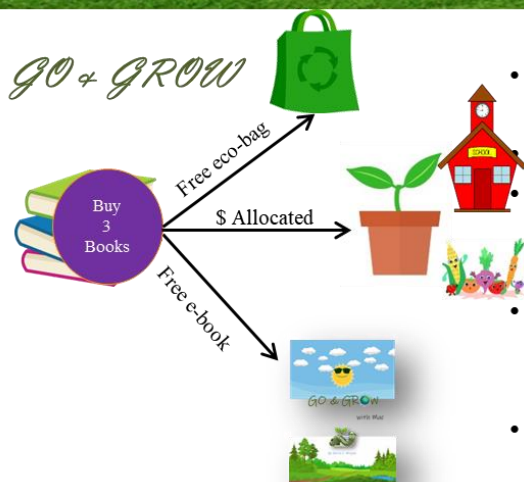 GO & GROW
Free eco-bag
SCHOOL
Buy
3
Books
$ Allocated
Free e-book
GO & GROW
with Mac